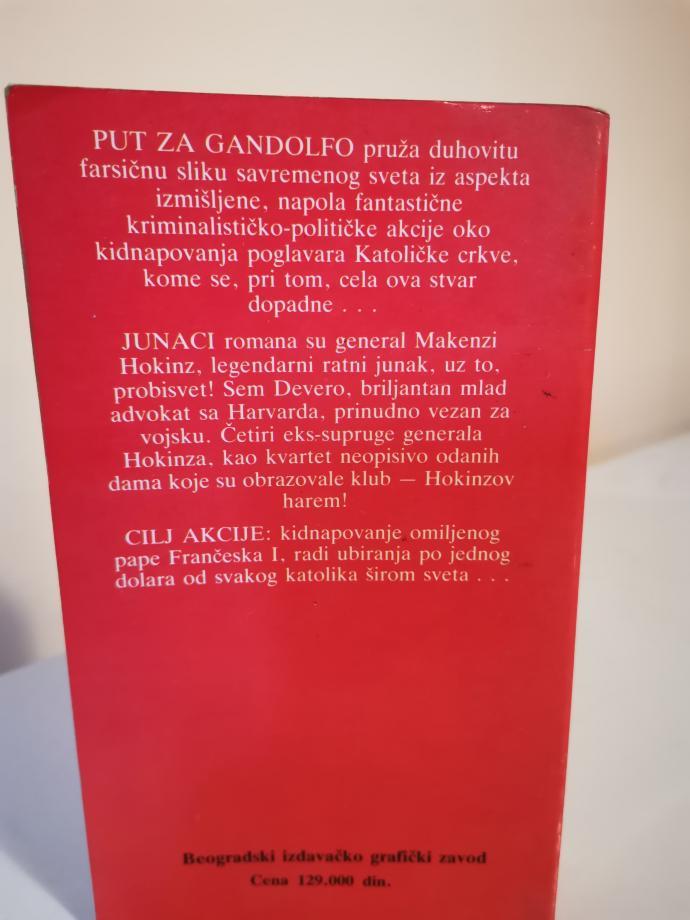 PUT ZA GANDOLFO pruža duhovitu
farsičnu sliku savremenog sveta iz aspekta
izmišljene, napola fantastične
kriminalističko-političke akcije oko
kidnapovanja poglavara Katoličke crkve,
kome se, pri tom, cela ova stvar
dopadne . . .
JUNACI romana su general Makenzi
Hokinz, legendarni ratni junak, uz to,
probisvet! Sem Devero, briljantan mlad
advokat sa Harvarda, prinudno vezan za
vojsku. Četiri eks-supruge generala
Hokinza, kao kvartet neopisivo odanih
dama koje su obrazovale klub — Hokinzov
harem!
CILJ AKCIJE: kidnapovanje omiljenog
pape Frančeska I, radi ubiranja po jednog
dolara od svakog katolika širom sveta . . .
Beogradski izdavačko grafički zavod
Cena 129.000 din.